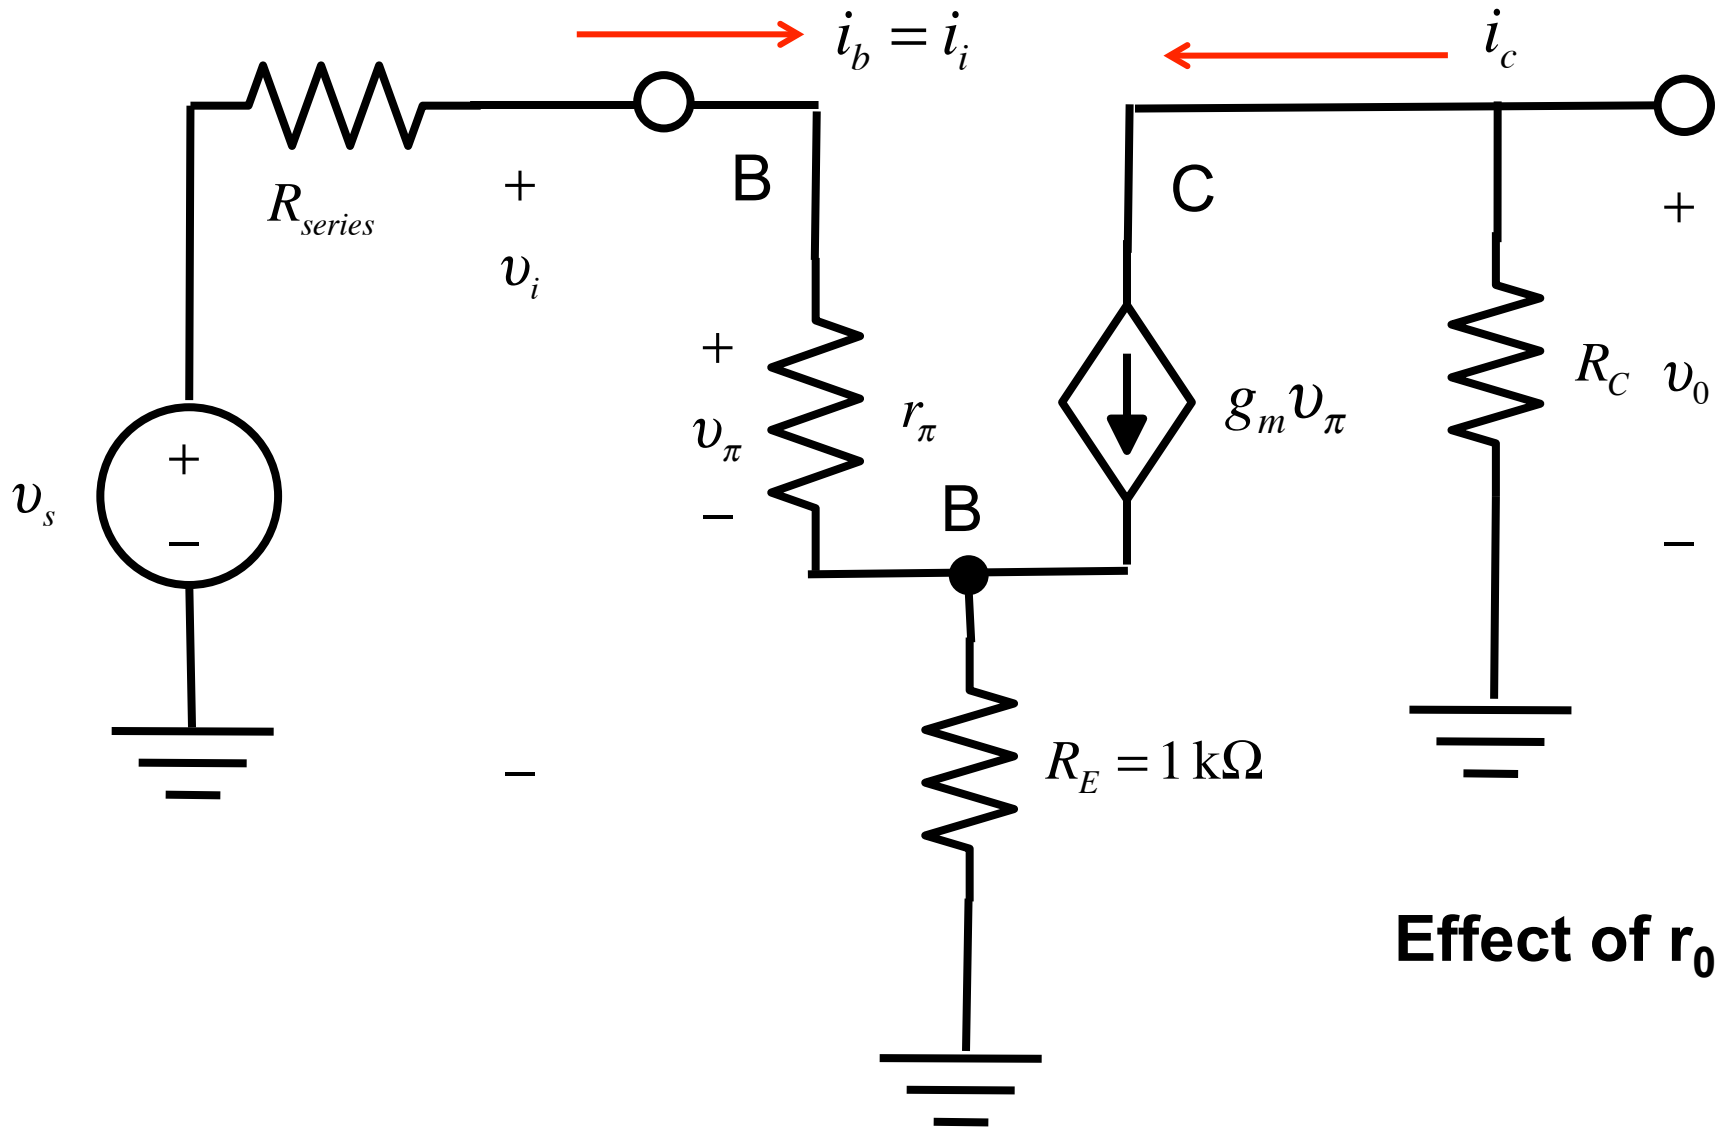 i_b = i_i
i_c
B
C
R_series
+
υ_i
−
+
υ_π
−
r_π
g_m υ_π
B
+
υ_0
−
R_C
υ_s
+
−
R_E = 1 kΩ
Effect of r_0